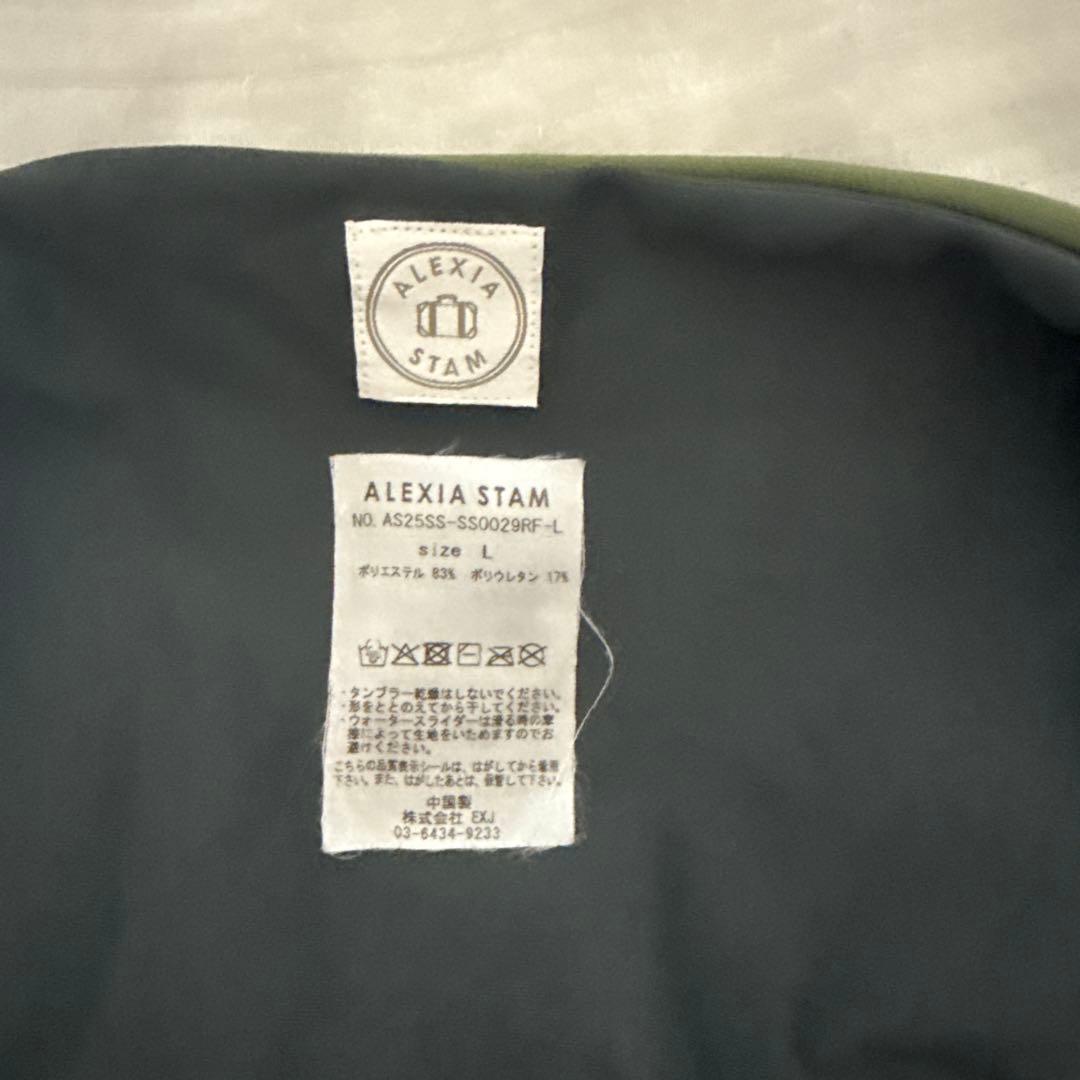 ALEXIA
STAM
ALEXIA STAM
NO. AS25SS-SS0029RF-L
size L
ポリエステル 83% ポリウレタン 17%
・タンブラー乾燥はしないでください。
・形をととのえてから干してください。
・ウォータースライダーは滑る時の摩
擦によって生地をいためますのでお
避けください。
こちらの品質表示シールは、はがしてから着用
下さい。また、はがしたあとは、保管して下さい。
中国製
株式会社 EXJ
03-6434-9233